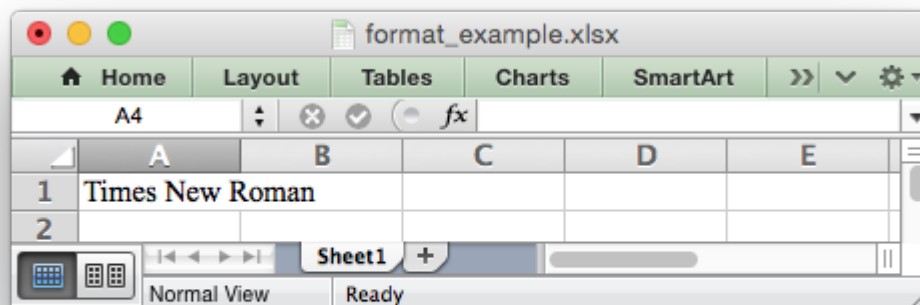 format_example.xlsx
Home Layout Tables Charts SmartArt
A4 fx
A B C D E
1 Times New Roman
2
Sheet1
Normal View Ready